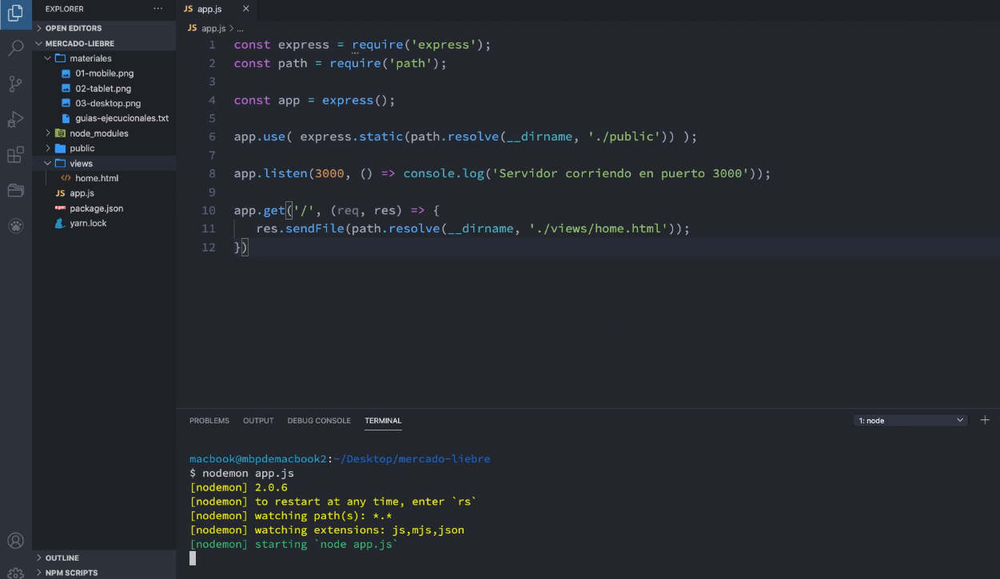 EXPLORER
OPEN EDITORS
MERCADO-LIEBRE
materiales
01-mobile.png
02-tablet.png
03-desktop.png
guias-ejecucionales.txt
node_modules
public
views
home.html
JS app.js
package.json
yarn.lock
OUTLINE
NPM SCRIPTS
JS app.js
JS app.js > ...
1 const express = require('express');
2 const path = require('path');
3
4 const app = express();
5
6 app.use( express.static(path.resolve(__dirname, './public')) );
7
8 app.listen(3000, () => console.log('Servidor corriendo en puerto 3000'));
9
10 app.get('/', (req, res) => {
11 res.sendFile(path.resolve(__dirname, './views/home.html'));
12 })
PROBLEMS OUTPUT DEBUG CONSOLE TERMINAL 1: node
macbook@mbpdemacbook2:~/Desktop/mercado-liebre
$ nodemon app.js
[nodemon] 2.0.6
[nodemon] to restart at any time, enter `rs`
[nodemon] watching path(s): *.*
[nodemon] watching extensions: js,mjs,json
[nodemon] starting `node app.js`